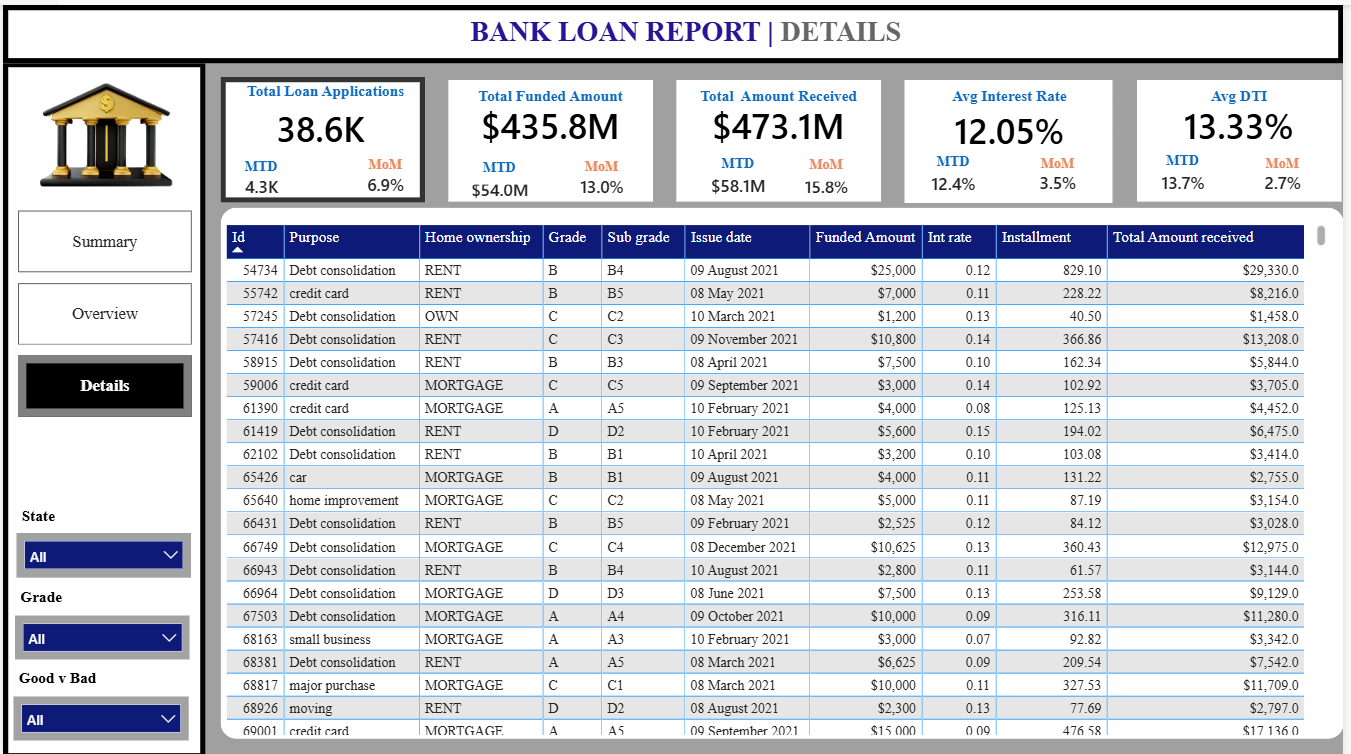 BANK LOAN REPORT | DETAILS
$
Summary
Overview
Details
State
All
Grade
All
Good v Bad
All
Total Loan Applications
38.6K
MTD MoM
4.3K 6.9%
Total Funded Amount
$435.8M
MTD MoM
$54.0M 13.0%
Total Amount Received
$473.1M
MTD MoM
$58.1M 15.8%
Avg Interest Rate
12.05%
MTD MoM
12.4% 3.5%
Avg DTI
13.33%
MTD MoM
13.7% 2.7%
Id Purpose Home ownership Grade Sub grade Issue date Funded Amount Int rate Installment Total Amount received
54734 Debt consolidation RENT B B4 09 August 2021 $25,000 0.12 829.10 $29,330.0
55742 credit card RENT B B5 08 May 2021 $7,000 0.11 228.22 $8,216.0
57245 Debt consolidation OWN C C2 10 March 2021 $1,200 0.13 40.50 $1,458.0
57416 Debt consolidation RENT C C3 09 November 2021 $10,800 0.14 366.86 $13,208.0
58915 Debt consolidation RENT B B3 08 April 2021 $7,500 0.10 162.34 $5,844.0
59006 credit card MORTGAGE C C5 09 September 2021 $3,000 0.14 102.92 $3,705.0
61390 credit card MORTGAGE A A5 10 February 2021 $4,000 0.08 125.13 $4,452.0
61419 Debt consolidation RENT D D2 10 February 2021 $5,600 0.15 194.02 $6,475.0
62102 Debt consolidation RENT B B1 10 April 2021 $3,200 0.10 103.08 $3,414.0
65426 car MORTGAGE B B1 09 August 2021 $4,000 0.11 131.22 $2,755.0
65640 home improvement MORTGAGE C C2 08 May 2021 $5,000 0.11 87.19 $3,154.0
66431 Debt consolidation RENT B B5 09 February 2021 $2,525 0.12 84.12 $3,028.0
66749 Debt consolidation MORTGAGE C C4 08 December 2021 $10,625 0.13 360.43 $12,975.0
66943 Debt consolidation RENT B B4 10 August 2021 $2,800 0.11 61.57 $3,144.0
66964 Debt consolidation MORTGAGE D D3 08 June 2021 $7,500 0.13 253.58 $9,129.0
67503 Debt consolidation MORTGAGE A A4 09 October 2021 $10,000 0.09 316.11 $11,280.0
68163 small business MORTGAGE A A3 10 February 2021 $3,000 0.07 92.82 $3,342.0
68381 Debt consolidation RENT A A5 08 March 2021 $6,625 0.09 209.54 $7,542.0
68817 major purchase MORTGAGE C C1 08 March 2021 $10,000 0.11 327.53 $11,709.0
68926 moving RENT D D2 08 August 2021 $2,300 0.13 77.69 $2,797.0
69001 credit card MORTGAGE A A5 09 September 2021 $15,000 0.09 476.58 $17,136.0